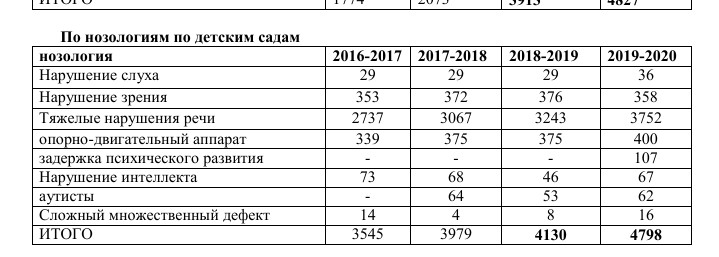 ИТОГО 1774 2075 3915 4827
По нозологиям по детским садам
нозология 2016-2017 2017-2018 2018-2019 2019-2020
Нарушение слуха 29 29 29 36
Нарушение зрения 353 372 376 358
Тяжелые нарушения речи 2737 3067 3243 3752
опорно-двигательный аппарат 339 375 375 400
задержка психического развития - - - 107
Нарушение интеллекта 73 68 46 67
аутисты - 64 53 62
Сложный множественный дефект 14 4 8 16
ИТОГО 3545 3979 4130 4798